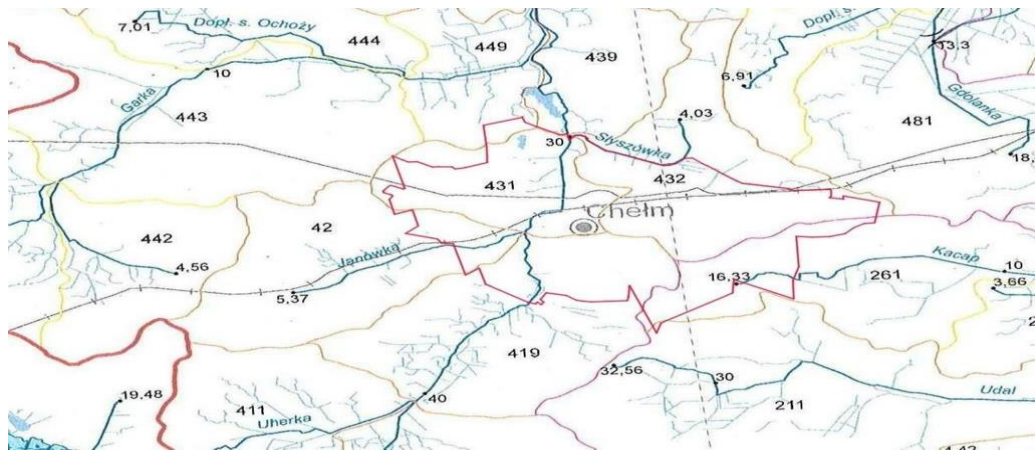 7,01
Dopł. s. Ochoży
444
449
439
Dopł. s.
6,91
13,3
Gdolanka
10
Garka
443
4,03
481
30
Słyszówka
18,
431
432
Chełm
442
42
Janówka
4,56
5,37
16,33
261
Kacap
10
3,66
419
32,56
30
211
Udal
19,48
411
Uherka
40